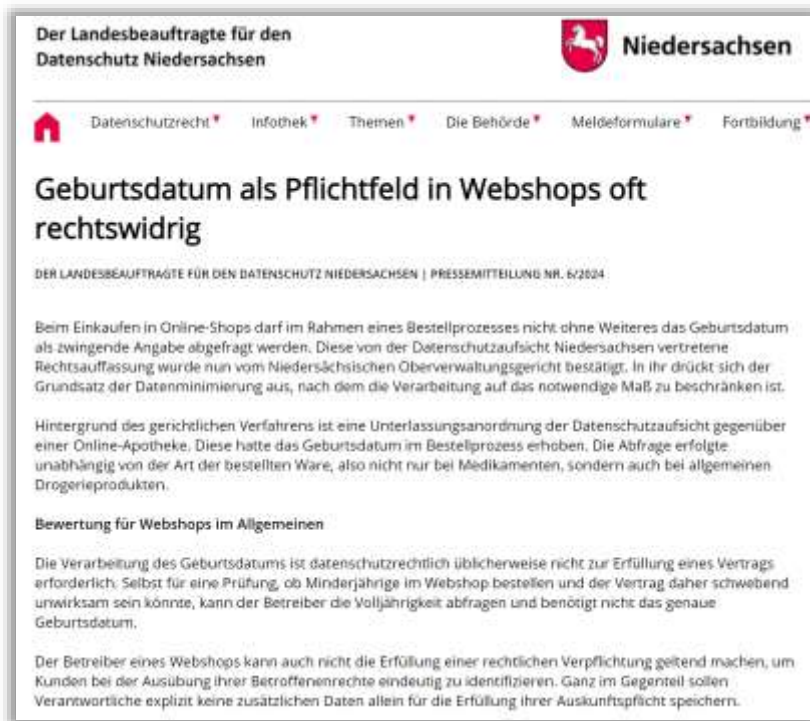 Der Landesbeauftragte für den
Datenschutz Niedersachsen
Niedersachsen
Datenschutzrecht Infothek Themen Die Behörde Meldeformulare Fortbildung
Geburtsdatum als Pflichtfeld in Webshops oft
rechtswidrig
DER LANDESBEAUFTRAGTE FÜR DEN DATENSCHUTZ NIEDERSACHSEN | PRESSEMITTEILUNG NR. 6/2024
Beim Einkaufen in Online-Shops darf im Rahmen eines Bestellprozesses nicht ohne Weiteres das Geburtsdatum
als zwingende Angabe abgefragt werden. Diese von der Datenschutzaufsicht Niedersachsen vertretene
Rechtsauffassung wurde nun vom Niedersächsischen Oberverwaltungsgericht bestätigt. In ihr drückt sich der
Grundsatz der Datenminimierung aus, nach dem die Verarbeitung auf das notwendige Maß zu beschränken ist.
Hintergrund des gerichtlichen Verfahrens ist eine Unterlassungsanordnung der Datenschutzaufsicht gegenüber
einer Online-Apotheke. Diese hatte das Geburtsdatum im Bestellprozess erhoben. Die Abfrage erfolgte
unabhängig von der Art der bestellten Ware, also nicht nur bei Medikamenten, sondern auch bei allgemeinen
Drogerieprodukten.
Bewertung für Webshops im Allgemeinen
Die Verarbeitung des Geburtsdatums ist datenschutzrechtlich üblicherweise nicht zur Erfüllung eines Vertrags
erforderlich. Selbst für eine Prüfung, ob Minderjährige im Webshop bestellen und der Vertrag daher schwebend
unwirksam sein könnte, kann der Betreiber die Volljährigkeit abfragen und benötigt nicht das genaue
Geburtsdatum.
Der Betreiber eines Webshops kann auch nicht die Erfüllung einer rechtlichen Verpflichtung geltend machen, um
Kunden bei der Ausübung ihrer Betroffenenrechte eindeutig zu identifizieren. Ganz im Gegenteil sollen
Verantwortliche explizit keine zusätzlichen Daten allein für die Erfüllung ihrer Auskunftspflicht speichern.